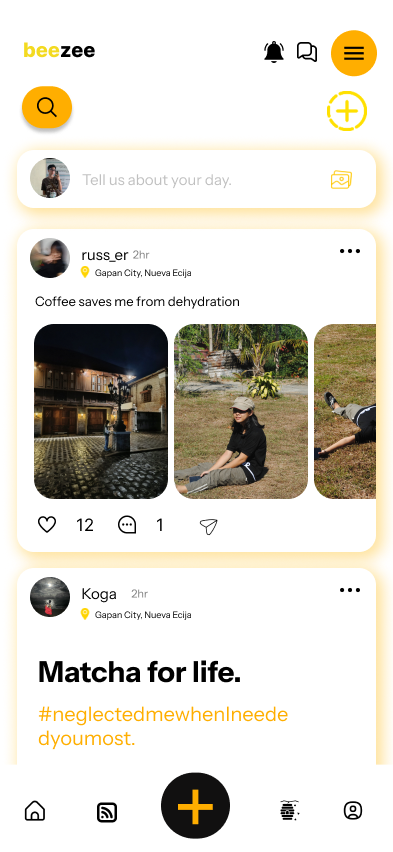 beezee
Tell us about your day.
russ_er 2hr
Gapan City, Nueva Ecija
Coffee saves me from dehydration
12 1
Koga 2hr
Gapan City, Nueva Ecija
Matcha for life.
#neglectedmewhenIneede
dyoumost.